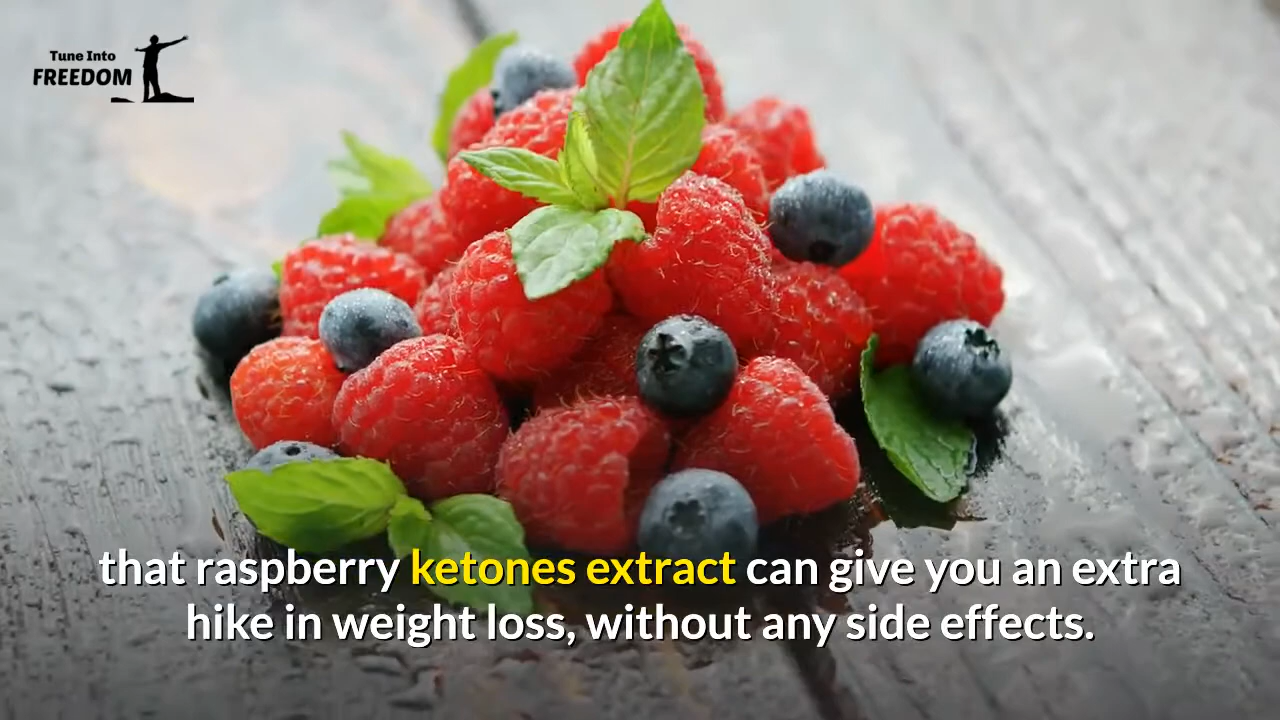 Tune Into
FREEDOM
that raspberry ketones extract can give you an extra
hike in weight loss, without any side effects.